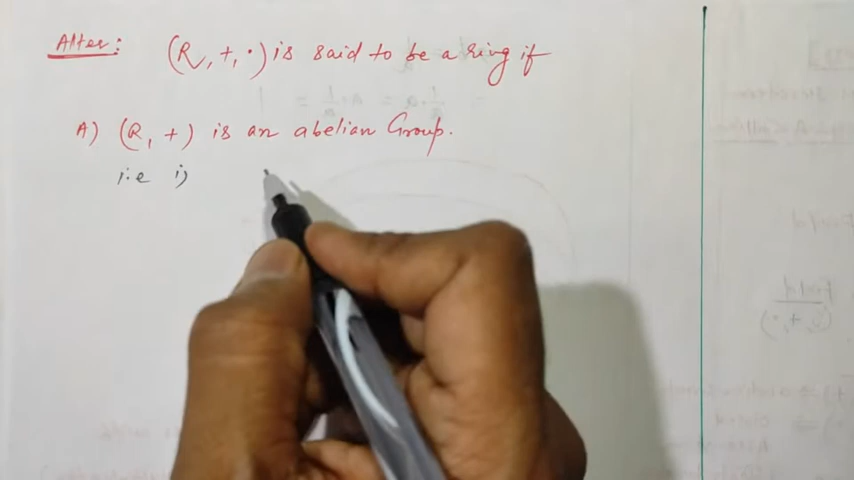 Alter: (R, +, ·) is said to be a ring if
A) (R, +) is an abelian Group.
i.e i)